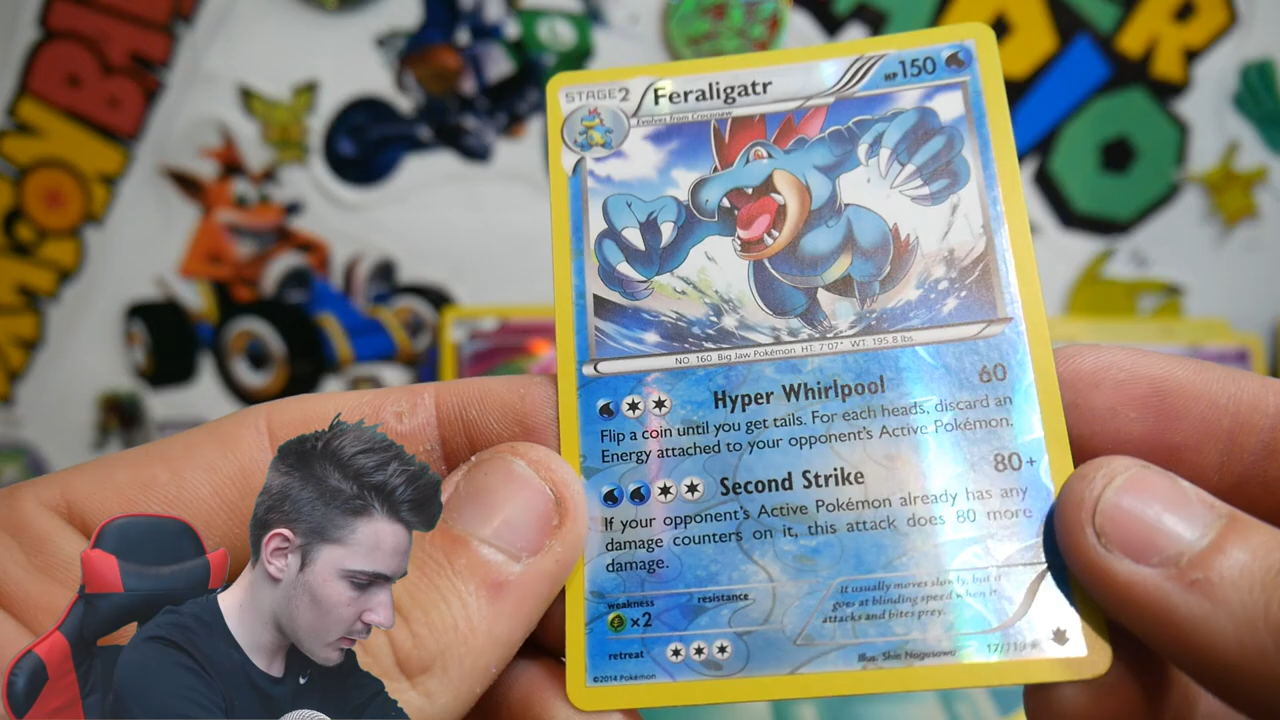 STAGE2 Feraligatr HP150
Evolves from Croconaw
NO. 160 Big Jaw Pokémon HT: 7'07" WT: 195.8 lbs.
Hyper Whirlpool 60
Flip a coin until you get tails. For each heads, discard an
Energy attached to your opponent's Active Pokémon.
Second Strike 80+
If your opponent's Active Pokémon already has any
damage counters on it, this attack does 80 more
damage.
weakness resistance
×2
retreat
It usually moves slowly, but it
goes at blinding speed when it
attacks and bites prey.
Illus. Shin Nagasawa 17/119
©2014 Pokémon